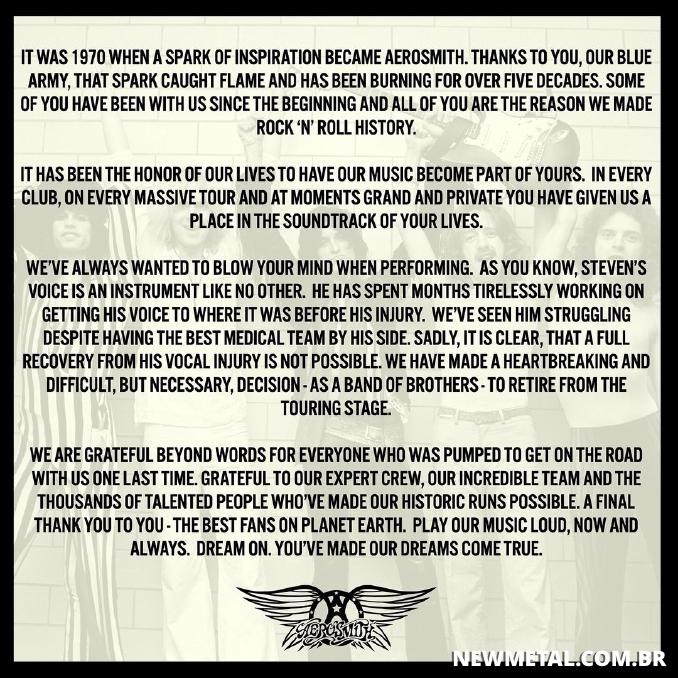 IT WAS 1970 WHEN A SPARK OF INSPIRATION BECAME AEROSMITH. THANKS TO YOU, OUR BLUE
ARMY, THAT SPARK CAUGHT FLAME AND HAS BEEN BURNING FOR OVER FIVE DECADES. SOME
OF YOU HAVE BEEN WITH US SINCE THE BEGINNING AND ALL OF YOU ARE THE REASON WE MADE
ROCK ‘N’ ROLL HISTORY.
IT HAS BEEN THE HONOR OF OUR LIVES TO HAVE OUR MUSIC BECOME PART OF YOURS. IN EVERY
CLUB, ON EVERY MASSIVE TOUR AND AT MOMENTS GRAND AND PRIVATE YOU HAVE GIVEN US A
PLACE IN THE SOUNDTRACK OF YOUR LIVES.
WE’VE ALWAYS WANTED TO BLOW YOUR MIND WHEN PERFORMING. AS YOU KNOW, STEVEN’S
VOICE IS AN INSTRUMENT LIKE NO OTHER. HE HAS SPENT MONTHS TIRELESSLY WORKING ON
GETTING HIS VOICE TO WHERE IT WAS BEFORE HIS INJURY. WE’VE SEEN HIM STRUGGLING
DESPITE HAVING THE BEST MEDICAL TEAM BY HIS SIDE. SADLY, IT IS CLEAR, THAT A FULL
RECOVERY FROM HIS VOCAL INJURY IS NOT POSSIBLE. WE HAVE MADE A HEARTBREAKING AND
DIFFICULT, BUT NECESSARY, DECISION - AS A BAND OF BROTHERS - TO RETIRE FROM THE
TOURING STAGE.
WE ARE GRATEFUL BEYOND WORDS FOR EVERYONE WHO WAS PUMPED TO GET ON THE ROAD
WITH US ONE LAST TIME. GRATEFUL TO OUR EXPERT CREW, OUR INCREDIBLE TEAM AND THE
THOUSANDS OF TALENTED PEOPLE WHO’VE MADE OUR HISTORIC RUNS POSSIBLE. A FINAL
THANK YOU TO YOU - THE BEST FANS ON PLANET EARTH. PLAY OUR MUSIC LOUD, NOW AND
ALWAYS. DREAM ON. YOU’VE MADE OUR DREAMS COME TRUE.
AEROSMITH
NEWMETAL.COM.BR